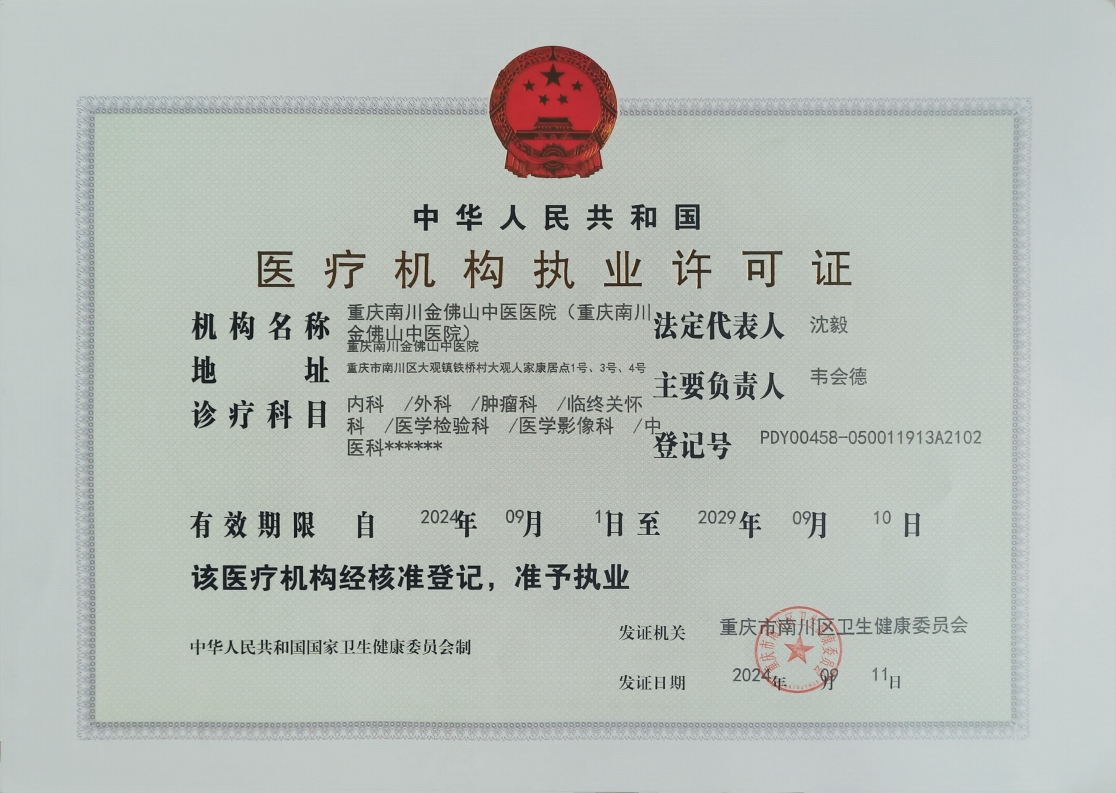 中华人民共和国
医疗机构执业许可证
机构名称 重庆南川金佛山中医医院（重庆南川
金佛山中医院）
重庆南川金佛山中医院
法定代表人 沈毅
地址 重庆市南川区大观镇铁桥村大观人家康居点1号、3号、4号
主要负责人 韦会德
诊疗科目 内科 /外科 /肿瘤科 /临终关怀
科 /医学检验科 /医学影像科 /中
医科******
登记号 PDY00458-050011913A2102
有效期限 自 2024年 09月 1日 至 2029年 09月 10日
该医疗机构经核准登记，准予执业
中华人民共和国国家卫生健康委员会制
发证机关 重庆市南川区卫生健康委员会
发证日期 2024年 09月 11日